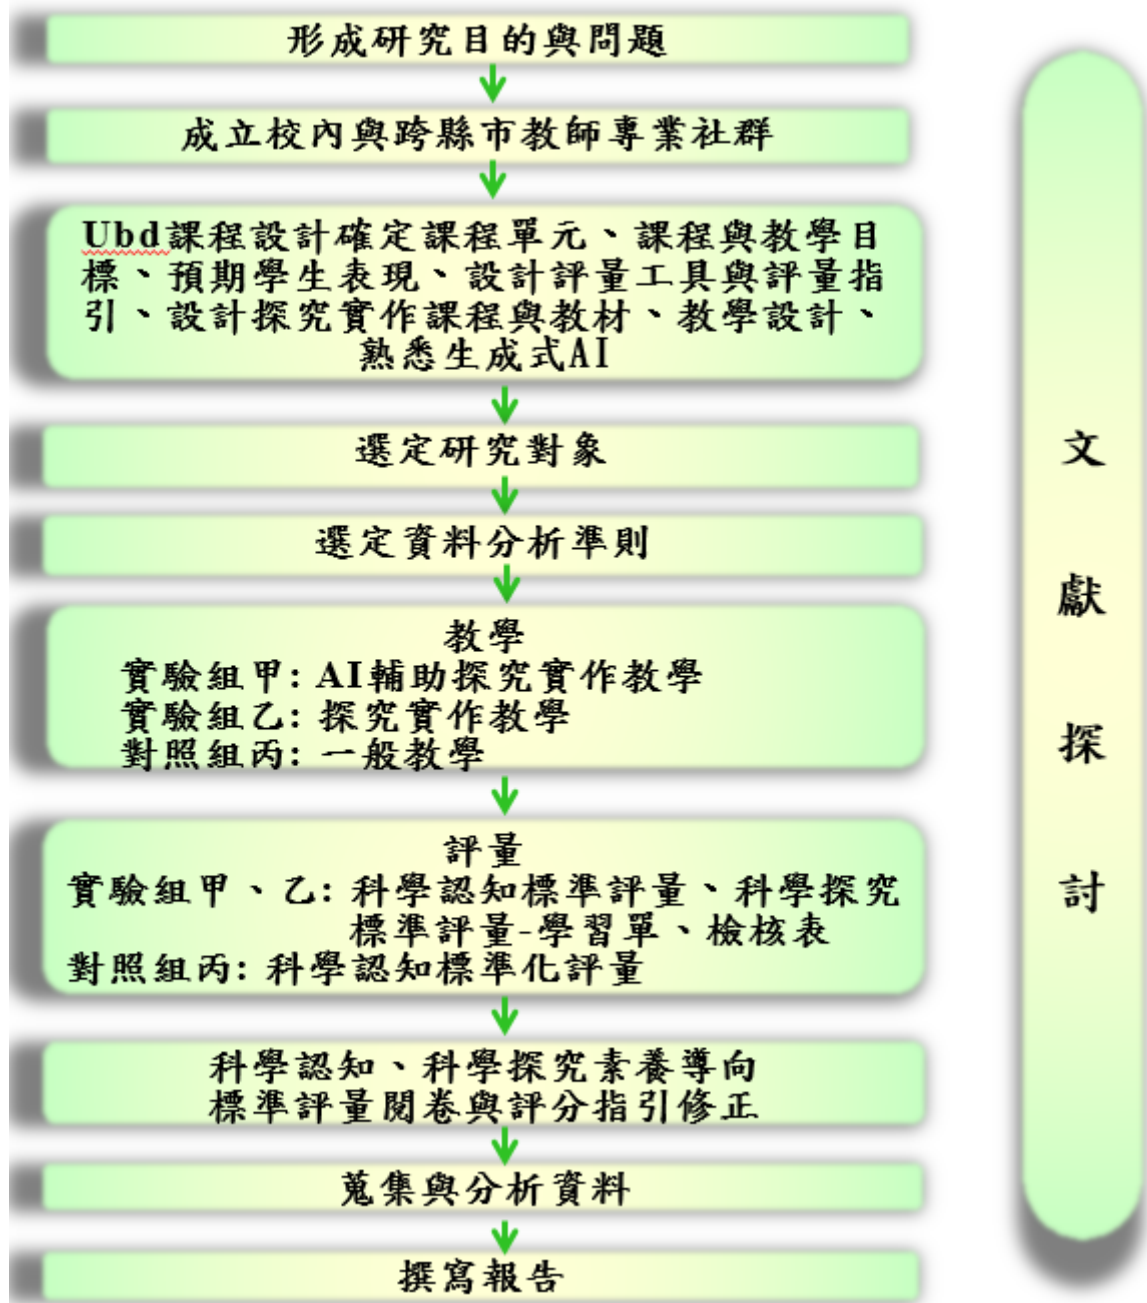 形成研究目的與問題
成立校內與跨縣市教師專業社群
Ubd課程設計確定課程單元、課程與教學目
標、預期學生表現、設計評量工具與評量指
引、設計探究實作課程與教材、教學設計、
熟悉生成式AI
選定研究對象
選定資料分析準則
教學
實驗組甲: AI輔助探究實作教學
實驗組乙: 探究實作教學
對照組丙: 一般教學
評量
實驗組甲、乙: 科學認知標準評量、科學探究
標準評量-學習單、檢核表
對照組丙: 科學認知標準化評量
科學認知、科學探究素養導向
標準評量閱卷與評分指引修正
蒐集與分析資料
撰寫報告
文
獻
探
討